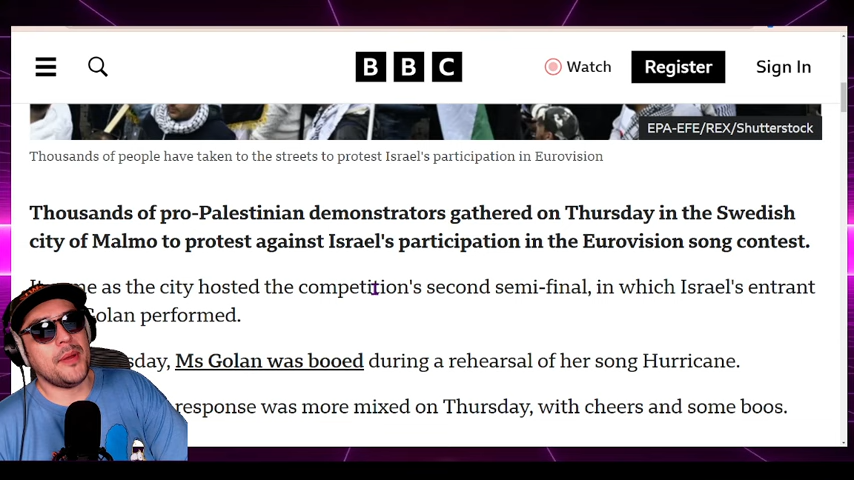 BBC
Watch
Register
Sign In
EPA-EFE/REX/Shutterstock
Thousands of people have taken to the streets to protest Israel's participation in Eurovision
Thousands of pro-Palestinian demonstrators gathered on Thursday in the Swedish
city of Malmo to protest against Israel's participation in the Eurovision song contest.
as the city hosted the competition's second semi-final, in which Israel's entrant
Golan performed.
Ms Golan was booed during a rehearsal of her song Hurricane.
response was more mixed on Thursday, with cheers and some boos.